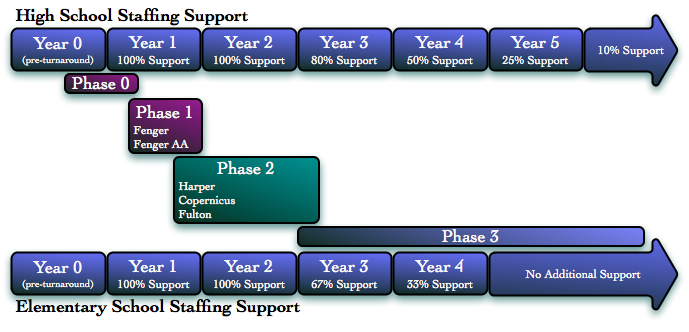 High School Staffing Support
Year 0
(pre-turnaround)
Year 1
100% Support
Year 2
100% Support
Year 3
80% Support
Year 4
50% Support
Year 5
25% Support
10% Support
Phase 0
Phase 1
Fenger
Fenger AA
Phase 2
Harper
Copernicus
Fulton
Phase 3
Year 0
(pre-turnaround)
Year 1
100% Support
Year 2
100% Support
Year 3
67% Support
Year 4
33% Support
No Additional Support
Elementary School Staffing Support